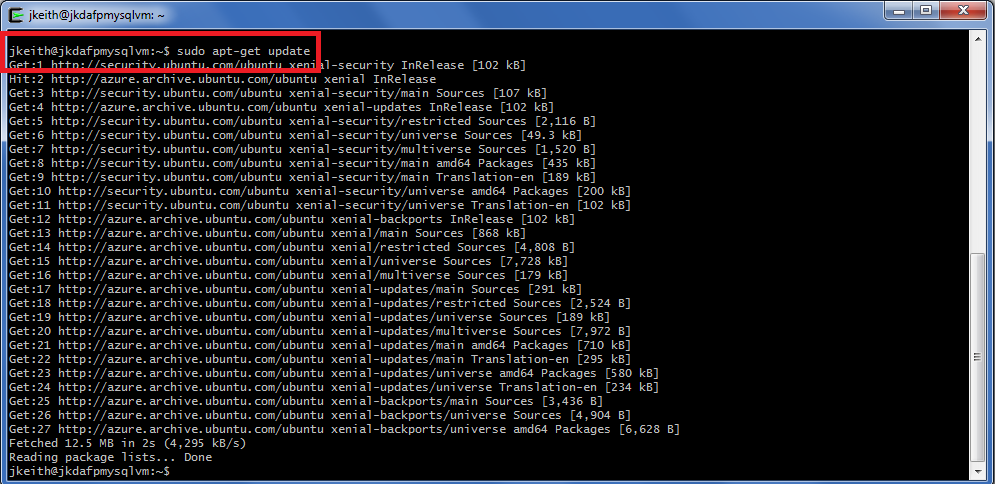 jkeith@jkdafpmysqlvm: ~
jkeith@jkdafpmysqlvm:~$ sudo apt-get update
Get:1 http://security.ubuntu.com/ubuntu xenial-security InRelease [102 kB]
Hit:2 http://azure.archive.ubuntu.com/ubuntu xenial InRelease
Get:3 http://security.ubuntu.com/ubuntu xenial-security/main Sources [107 kB]
Get:4 http://azure.archive.ubuntu.com/ubuntu xenial-updates InRelease [102 kB]
Get:5 http://security.ubuntu.com/ubuntu xenial-security/restricted Sources [2,116 B]
Get:6 http://security.ubuntu.com/ubuntu xenial-security/universe Sources [49.3 kB]
Get:7 http://security.ubuntu.com/ubuntu xenial-security/multiverse Sources [1,520 B]
Get:8 http://security.ubuntu.com/ubuntu xenial-security/main amd64 Packages [435 kB]
Get:9 http://security.ubuntu.com/ubuntu xenial-security/main Translation-en [189 kB]
Get:10 http://security.ubuntu.com/ubuntu xenial-security/universe amd64 Packages [200 kB]
Get:11 http://security.ubuntu.com/ubuntu xenial-security/universe Translation-en [102 kB]
Get:12 http://azure.archive.ubuntu.com/ubuntu xenial-backports InRelease [102 kB]
Get:13 http://azure.archive.ubuntu.com/ubuntu xenial/main Sources [868 kB]
Get:14 http://azure.archive.ubuntu.com/ubuntu xenial/restricted Sources [4,808 B]
Get:15 http://azure.archive.ubuntu.com/ubuntu xenial/universe Sources [7,728 kB]
Get:16 http://azure.archive.ubuntu.com/ubuntu xenial/multiverse Sources [179 kB]
Get:17 http://azure.archive.ubuntu.com/ubuntu xenial-updates/main Sources [291 kB]
Get:18 http://azure.archive.ubuntu.com/ubuntu xenial-updates/restricted Sources [2,524 B]
Get:19 http://azure.archive.ubuntu.com/ubuntu xenial-updates/universe Sources [189 kB]
Get:20 http://azure.archive.ubuntu.com/ubuntu xenial-updates/multiverse Sources [7,972 B]
Get:21 http://azure.archive.ubuntu.com/ubuntu xenial-updates/main amd64 Packages [710 kB]
Get:22 http://azure.archive.ubuntu.com/ubuntu xenial-updates/main Translation-en [295 kB]
Get:23 http://azure.archive.ubuntu.com/ubuntu xenial-updates/universe amd64 Packages [580 kB]
Get:24 http://azure.archive.ubuntu.com/ubuntu xenial-updates/universe Translation-en [234 kB]
Get:25 http://azure.archive.ubuntu.com/ubuntu xenial-backports/main Sources [3,436 B]
Get:26 http://azure.archive.ubuntu.com/ubuntu xenial-backports/universe Sources [4,904 B]
Get:27 http://azure.archive.ubuntu.com/ubuntu xenial-backports/universe amd64 Packages [6,628 B]
Fetched 12.5 MB in 2s (4,295 kB/s)
Reading package lists... Done
jkeith@jkdafpmysqlvm:~$